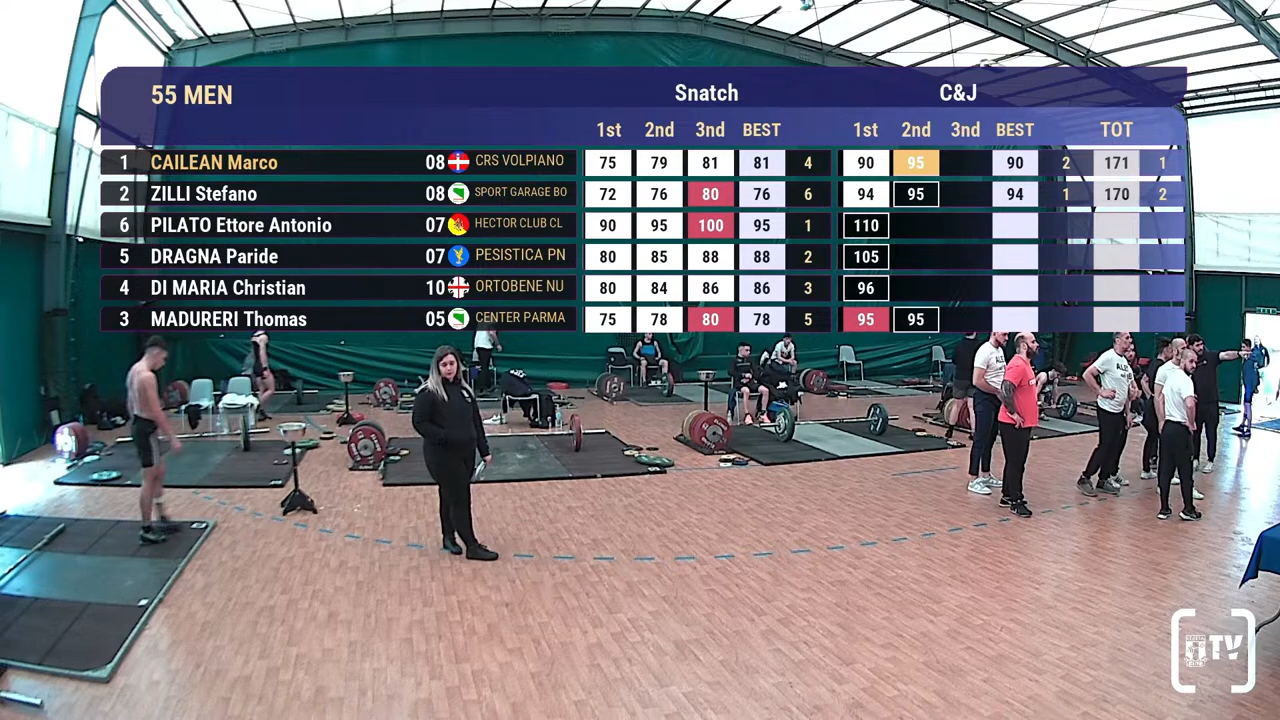 55 MEN Snatch C&J
1st 2nd 3nd BEST 1st 2nd 3nd BEST TOT
1 CAILEAN Marco 08 CRS VOLPIANO 75 79 81 81 4 90 95 90 2 171 1
2 ZILLI Stefano 08 SPORT GARAGE BO 72 76 80 76 6 94 95 94 1 170 2
6 PILATO Ettore Antonio 07 HECTOR CLUB CL 90 95 100 95 1 110
5 DRAGNA Paride 07 PESISTICA PN 80 85 88 88 2 105
4 DI MARIA Christian 10 ORTOBENE NU 80 84 86 86 3 96
3 MADURERI Thomas 05 CENTER PARMA 75 78 80 78 5 95 95
TV